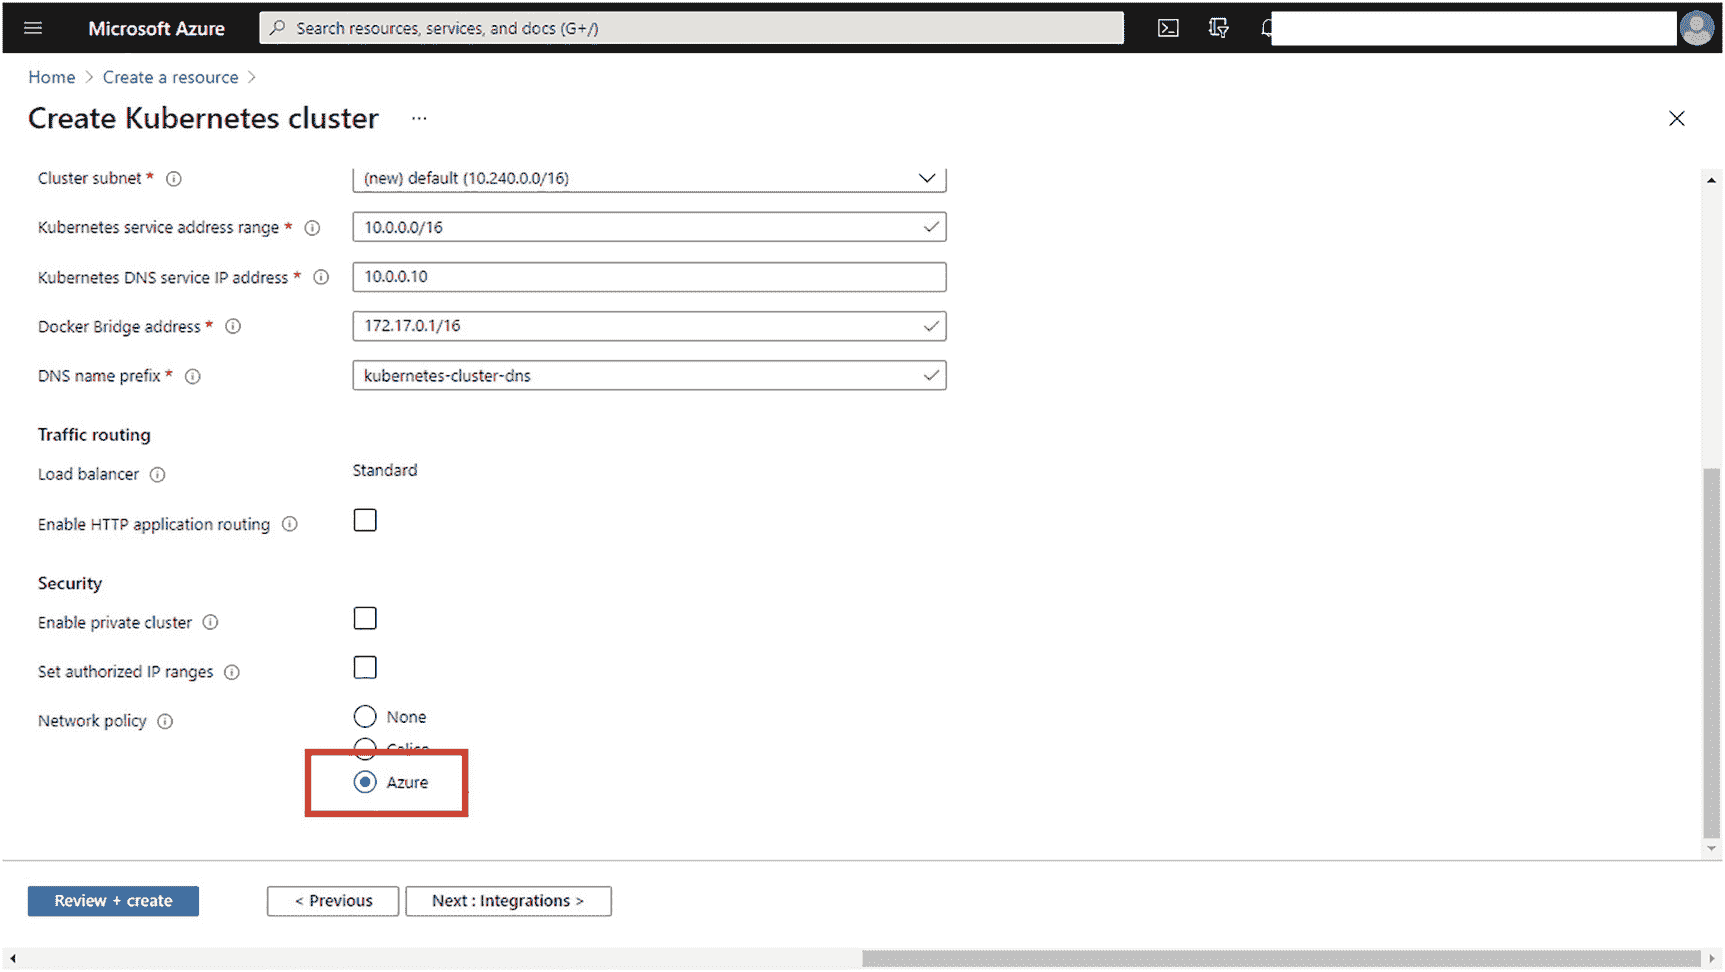 Microsoft Azure
Search resources, services, and docs (G+/)
Home > Create a resource >
Create Kubernetes cluster ...
Cluster subnet * (new) default (10.240.0.0/16)
Kubernetes service address range * 10.0.0.0/16
Kubernetes DNS service IP address * 10.0.0.10
Docker Bridge address * 172.17.0.1/16
DNS name prefix * kubernetes-cluster-dns
Traffic routing
Load balancer Standard
Enable HTTP application routing
Security
Enable private cluster
Set authorized IP ranges
Network policy None
Calico
Azure
Review + create < Previous Next : Integrations >